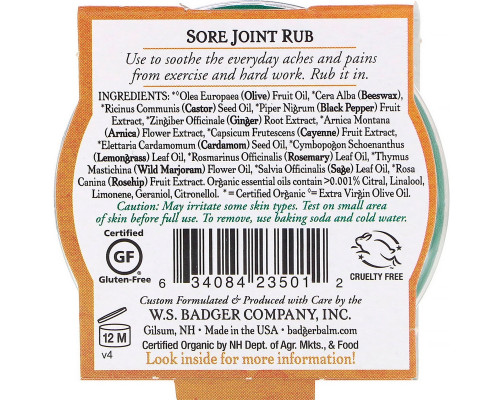 SORE JOINT RUB
Use to soothe the everyday aches and pains
from exercise and hard work. Rub it in.
INGREDIENTS: *°Olea Europaea (Olive) Fruit Oil, *Cera Alba (Beeswax),
*Ricinus Communis (Castor) Seed Oil, *Piper Nigrum (Black Pepper) Fruit
Extract, *Zingiber Officinale (Ginger) Root Extract, *Arnica Montana
(Arnica) Flower Extract, *Capsicum Frutescens (Cayenne) Fruit Extract,
*Elettaria Cardamomum (Cardamom) Seed Oil, *Cymbopogon Schoenanthus
(Lemongrass) Leaf Oil, *Rosmarinus Officinalis (Rosemary) Leaf Oil, *Thymus
Mastichina (Wild Marjoram) Flower Oil, *Salvia Officinalis (Sage) Leaf Oil, *Rosa
Canina (Rosehip) Fruit Extract. Organic essential oils contain >0.001% Citral, Linalool,
Limonene, Geraniol, Citronellol. * = Certified Organic °= Extra Virgin Olive Oil.
Caution: May irritate some skin types. Test on small area
of skin before full use. To remove, use baking soda and cold water.
Certified
GF
Gluten-Free
®
6 34084 23501 2
CRUELTY FREE
Custom Formulated & Produced with Care by the
W.S. BADGER COMPANY, INC.
Gilsum, NH • Made in the USA • badgerbalm.com
Certified Organic by NH Dept. of Agr. Mkts., & Food
12 M
v4
Look inside for more information!